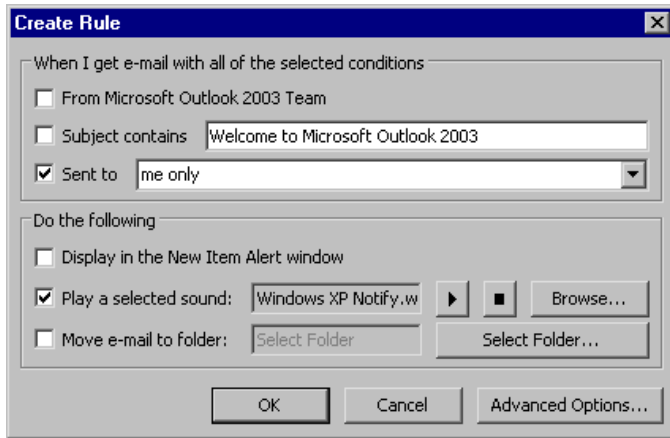 Create Rule
When I get e-mail with all of the selected conditions
From Microsoft Outlook 2003 Team
Subject contains Welcome to Microsoft Outlook 2003
Sent to me only
Do the following
Display in the New Item Alert window
Play a selected sound: Windows XP Notify.w Browse...
Move e-mail to folder: Select Folder Select Folder...
OK Cancel Advanced Options...